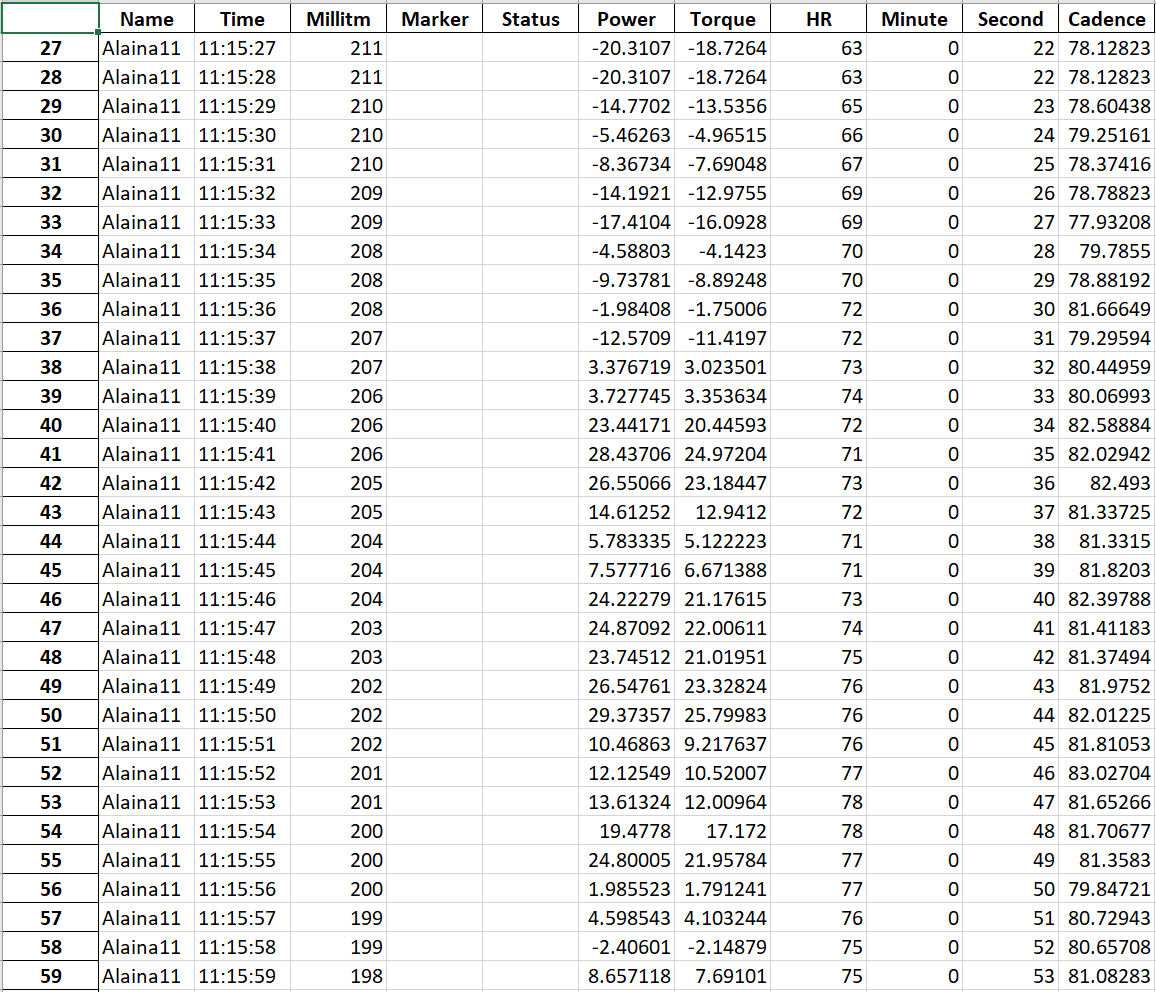 Name Time Millitm Marker Status Power Torque HR Minute Second Cadence
27 Alaina11 11:15:27 211 -20.3107 -18.7264 63 0 22 78.12823
28 Alaina11 11:15:28 211 -20.3107 -18.7264 63 0 22 78.12823
29 Alaina11 11:15:29 210 -14.7702 -13.5356 65 0 23 78.60438
30 Alaina11 11:15:30 210 -5.46263 -4.96515 66 0 24 79.25161
31 Alaina11 11:15:31 210 -8.36734 -7.69048 67 0 25 78.37416
32 Alaina11 11:15:32 209 -14.1921 -12.9755 69 0 26 78.78823
33 Alaina11 11:15:33 209 -17.4104 -16.0928 69 0 27 77.93208
34 Alaina11 11:15:34 208 -4.58803 -4.1423 70 0 28 79.7855
35 Alaina11 11:15:35 208 -9.73781 -8.89248 70 0 29 78.88192
36 Alaina11 11:15:36 208 -1.98408 -1.75006 72 0 30 81.66649
37 Alaina11 11:15:37 207 -12.5709 -11.4197 72 0 31 79.29594
38 Alaina11 11:15:38 207 3.376719 3.023501 73 0 32 80.44959
39 Alaina11 11:15:39 206 3.727745 3.353634 74 0 33 80.06993
40 Alaina11 11:15:40 206 23.44171 20.44593 72 0 34 82.58884
41 Alaina11 11:15:41 206 28.43706 24.97204 71 0 35 82.02942
42 Alaina11 11:15:42 205 26.55066 23.18447 73 0 36 82.493
43 Alaina11 11:15:43 205 14.61252 12.9412 72 0 37 81.33725
44 Alaina11 11:15:44 204 5.783335 5.122223 71 0 38 81.3315
45 Alaina11 11:15:45 204 7.577716 6.671388 71 0 39 81.8203
46 Alaina11 11:15:46 204 24.22279 21.17615 73 0 40 82.39788
47 Alaina11 11:15:47 203 24.87092 22.00611 74 0 41 81.41183
48 Alaina11 11:15:48 203 23.74512 21.01951 75 0 42 81.37494
49 Alaina11 11:15:49 202 26.54761 23.32824 76 0 43 81.9752
50 Alaina11 11:15:50 202 29.37357 25.79983 76 0 44 82.01225
51 Alaina11 11:15:51 202 10.46863 9.217637 76 0 45 81.81053
52 Alaina11 11:15:52 201 12.12549 10.52007 77 0 46 83.02704
53 Alaina11 11:15:53 201 13.61324 12.00964 78 0 47 81.65266
54 Alaina11 11:15:54 200 19.4778 17.172 78 0 48 81.70677
55 Alaina11 11:15:55 200 24.80005 21.95784 77 0 49 81.3583
56 Alaina11 11:15:56 200 1.985523 1.791241 77 0 50 79.84721
57 Alaina11 11:15:57 199 4.598543 4.103244 76 0 51 80.72943
58 Alaina11 11:15:58 199 -2.40601 -2.14879 75 0 52 80.65708
59 Alaina11 11:15:59 198 8.657118 7.69101 75 0 53 81.08283